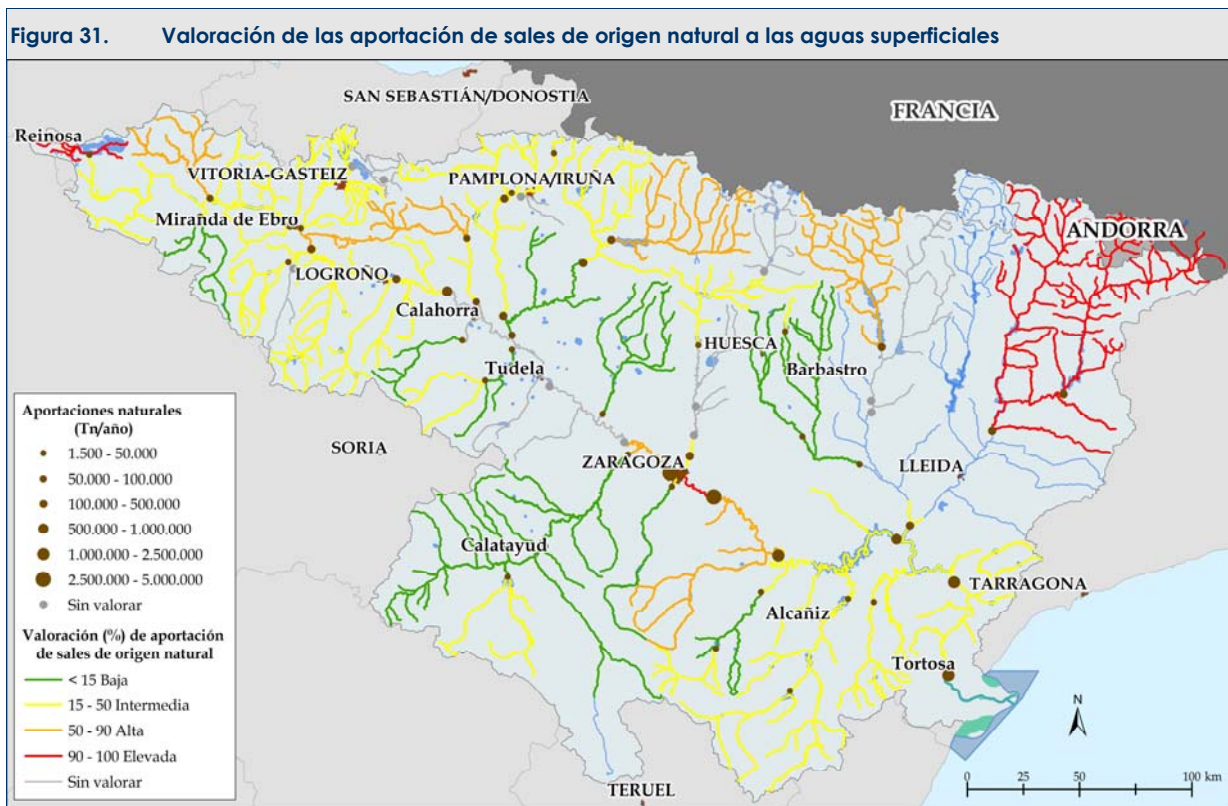 Figura 31. Valoración de las aportación de sales de origen natural a las aguas superficiales
SAN SEBASTIÁN/DONOSTIA
FRANCIA
Reinosa
VITORIA-GASTEIZ
PAMPLONA/IRUÑA
Miranda de Ebro
ANDORRA
LOGROÑO
Calahorra
HUESCA
Barbastro
Tudela
SORIA
ZARAGOZA
LLEIDA
Calatayud
TARRAGONA
Alcañiz
Tortosa
TERUEL
Aportaciones naturales
(Tn/año)
1.500 - 50.000
50.000 - 100.000
100.000 - 500.000
500.000 - 1.000.000
1.000.000 - 2.500.000
2.500.000 - 5.000.000
Sin valorar
Valoración (%) de aportación
de sales de origen natural
< 15 Baja
15 - 50 Intermedia
50 - 90 Alta
90 - 100 Elevada
Sin valorar
N
0 25 50 100 km